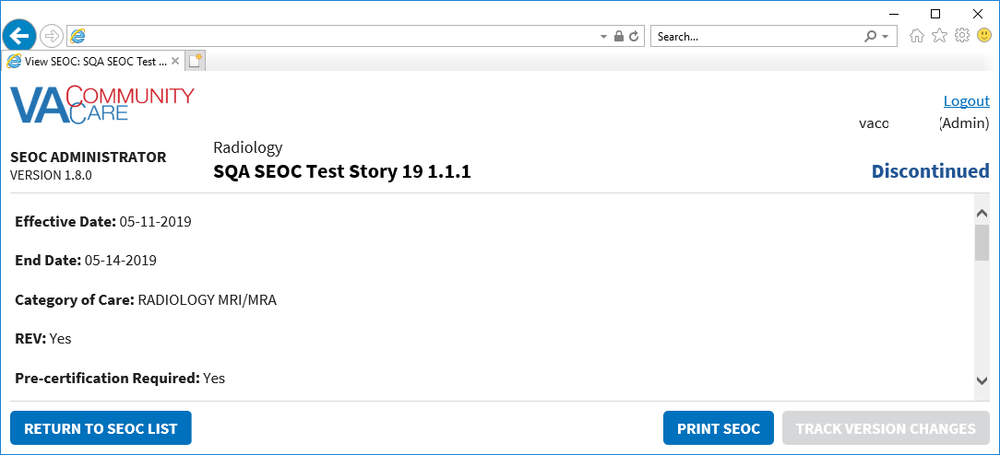 Search...
View SEOC: SQA SEOC Test ...
VA COMMUNITY CARE
Logout
vaco (Admin)
Radiology
SEOC ADMINISTRATOR
SQA SEOC Test Story 19 1.1.1
Discontinued
VERSION 1.8.0
Effective Date: 05-11-2019
End Date: 05-14-2019
Category of Care: RADIOLOGY MRI/MRA
REV: Yes
Pre-certification Required: Yes
RETURN TO SEOC LIST
PRINT SEOC
TRACK VERSION CHANGES